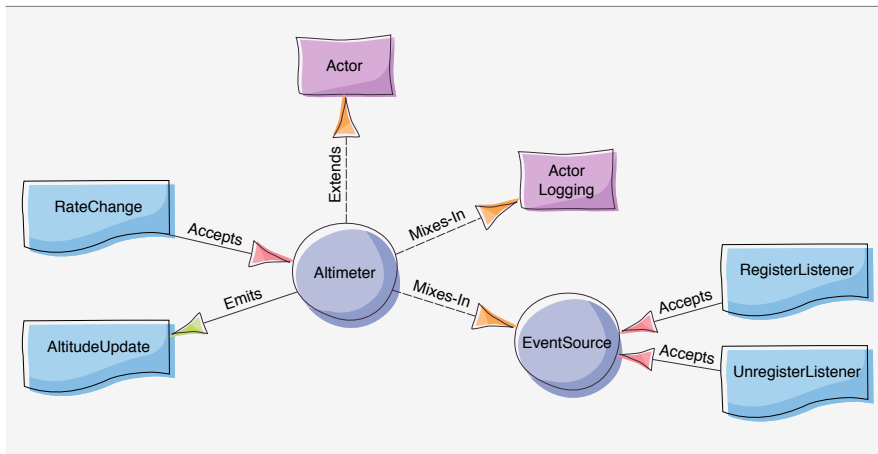 Actor
Extends
Actor
Logging
Mixes-In
RateChange
Accepts
Altimeter
Mixes-In
Emits
AltitudeUpdate
EventSource
RegisterListener
Accepts
Accepts
UnregisterListener